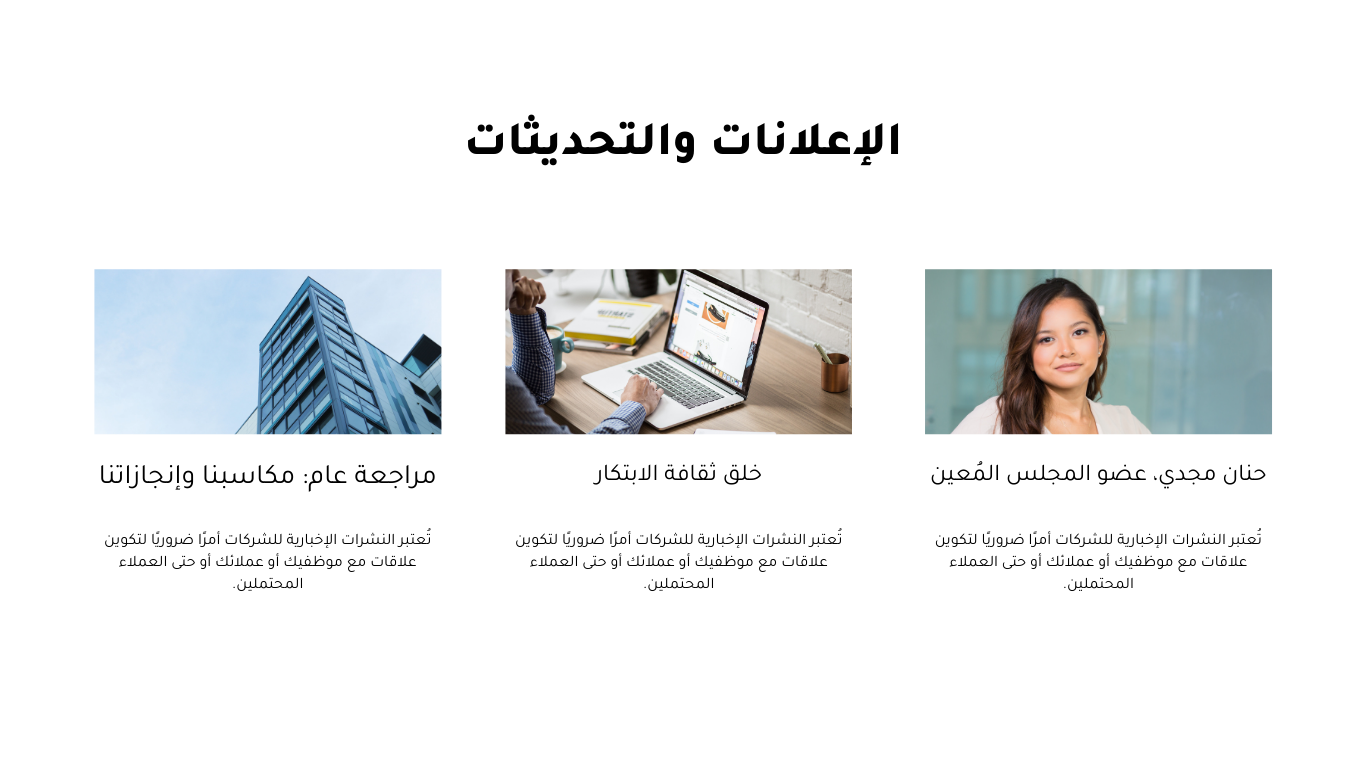 الإعلانات والتحديثات
حنان مجدي، عضو المجلس المُعين
تُعتبر النشرات الإخبارية للشركات أمرًا ضروريًا لتكوين
علاقات مع موظفيك أو عملائك أو حتى العملاء
المحتملين.
خلق ثقافة الابتكار
تُعتبر النشرات الإخبارية للشركات أمرًا ضروريًا لتكوين
علاقات مع موظفيك أو عملائك أو حتى العملاء
المحتملين.
مراجعة عام: مكاسبنا وإنجازاتنا
تُعتبر النشرات الإخبارية للشركات أمرًا ضروريًا لتكوين
علاقات مع موظفيك أو عملائك أو حتى العملاء
المحتملين.